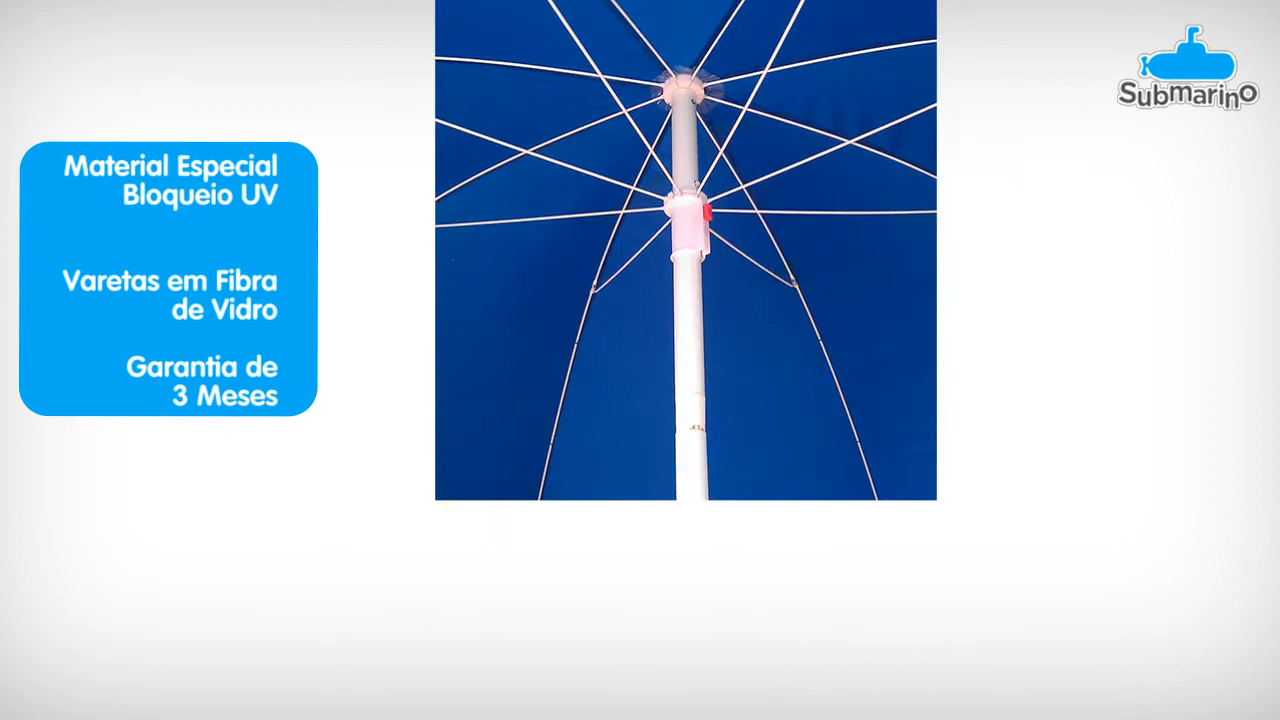 Material Especial
Bloqueio UV
Varetas em Fibra
de Vidro
Garantia de
3 Meses
Submarino